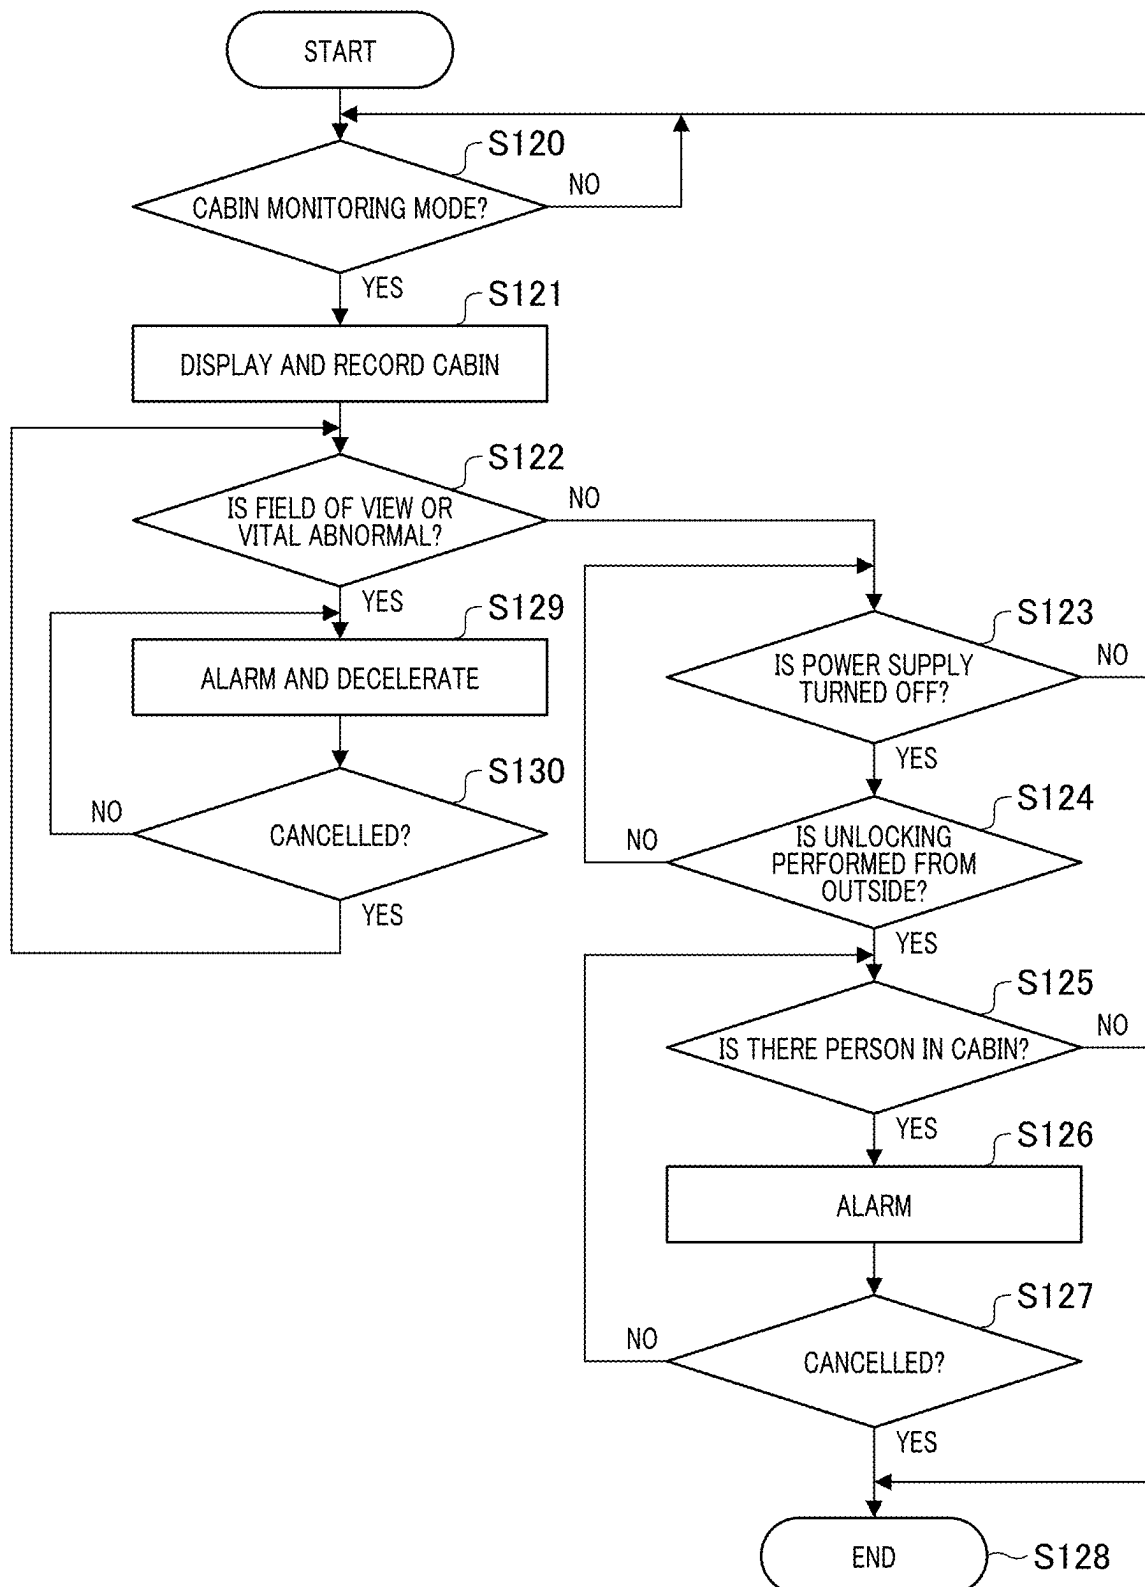 START
S120
CABIN MONITORING MODE?
NO
YES
S121
DISPLAY AND RECORD CABIN
S122
IS FIELD OF VIEW OR
VITAL ABNORMAL?
NO
YES
S129
ALARM AND DECELERATE
S130
CANCELLED?
NO
YES
S123
IS POWER SUPPLY
TURNED OFF?
NO
YES
S124
IS UNLOCKING
PERFORMED FROM
OUTSIDE?
NO
YES
S125
IS THERE PERSON IN CABIN?
NO
YES
S126
ALARM
S127
CANCELLED?
NO
YES
END
S128